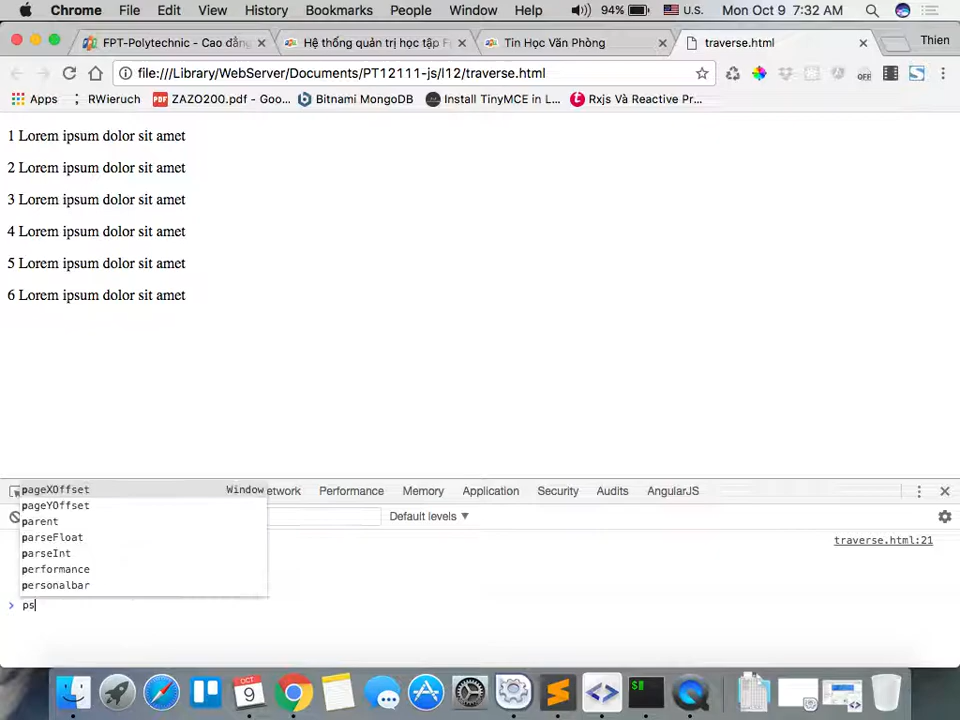 Chrome File Edit View History Bookmarks People Window Help 94% U.S. Mon Oct 9 7:32 AM
FPT-Polytechnic - Cao đẳng Hệ thống quản trị học tập F Tin Học Văn Phòng traverse.html Thien
file:///Library/WebServer/Documents/PT12111-js/l12/traverse.html OFF
Apps RWieruch ZAZO200.pdf - Goo... Bitnami MongoDB Install TinyMCE in L... Rxjs Và Reactive Pr...
1 Lorem ipsum dolor sit amet
2 Lorem ipsum dolor sit amet
3 Lorem ipsum dolor sit amet
4 Lorem ipsum dolor sit amet
5 Lorem ipsum dolor sit amet
6 Lorem ipsum dolor sit amet
pageXOffset Window etwork Performance Memory Application Security Audits AngularJS
pageYOffset
parent Default levels
parseFloat traverse.html:21
parseInt
performance
personalbar
> ps
9 $